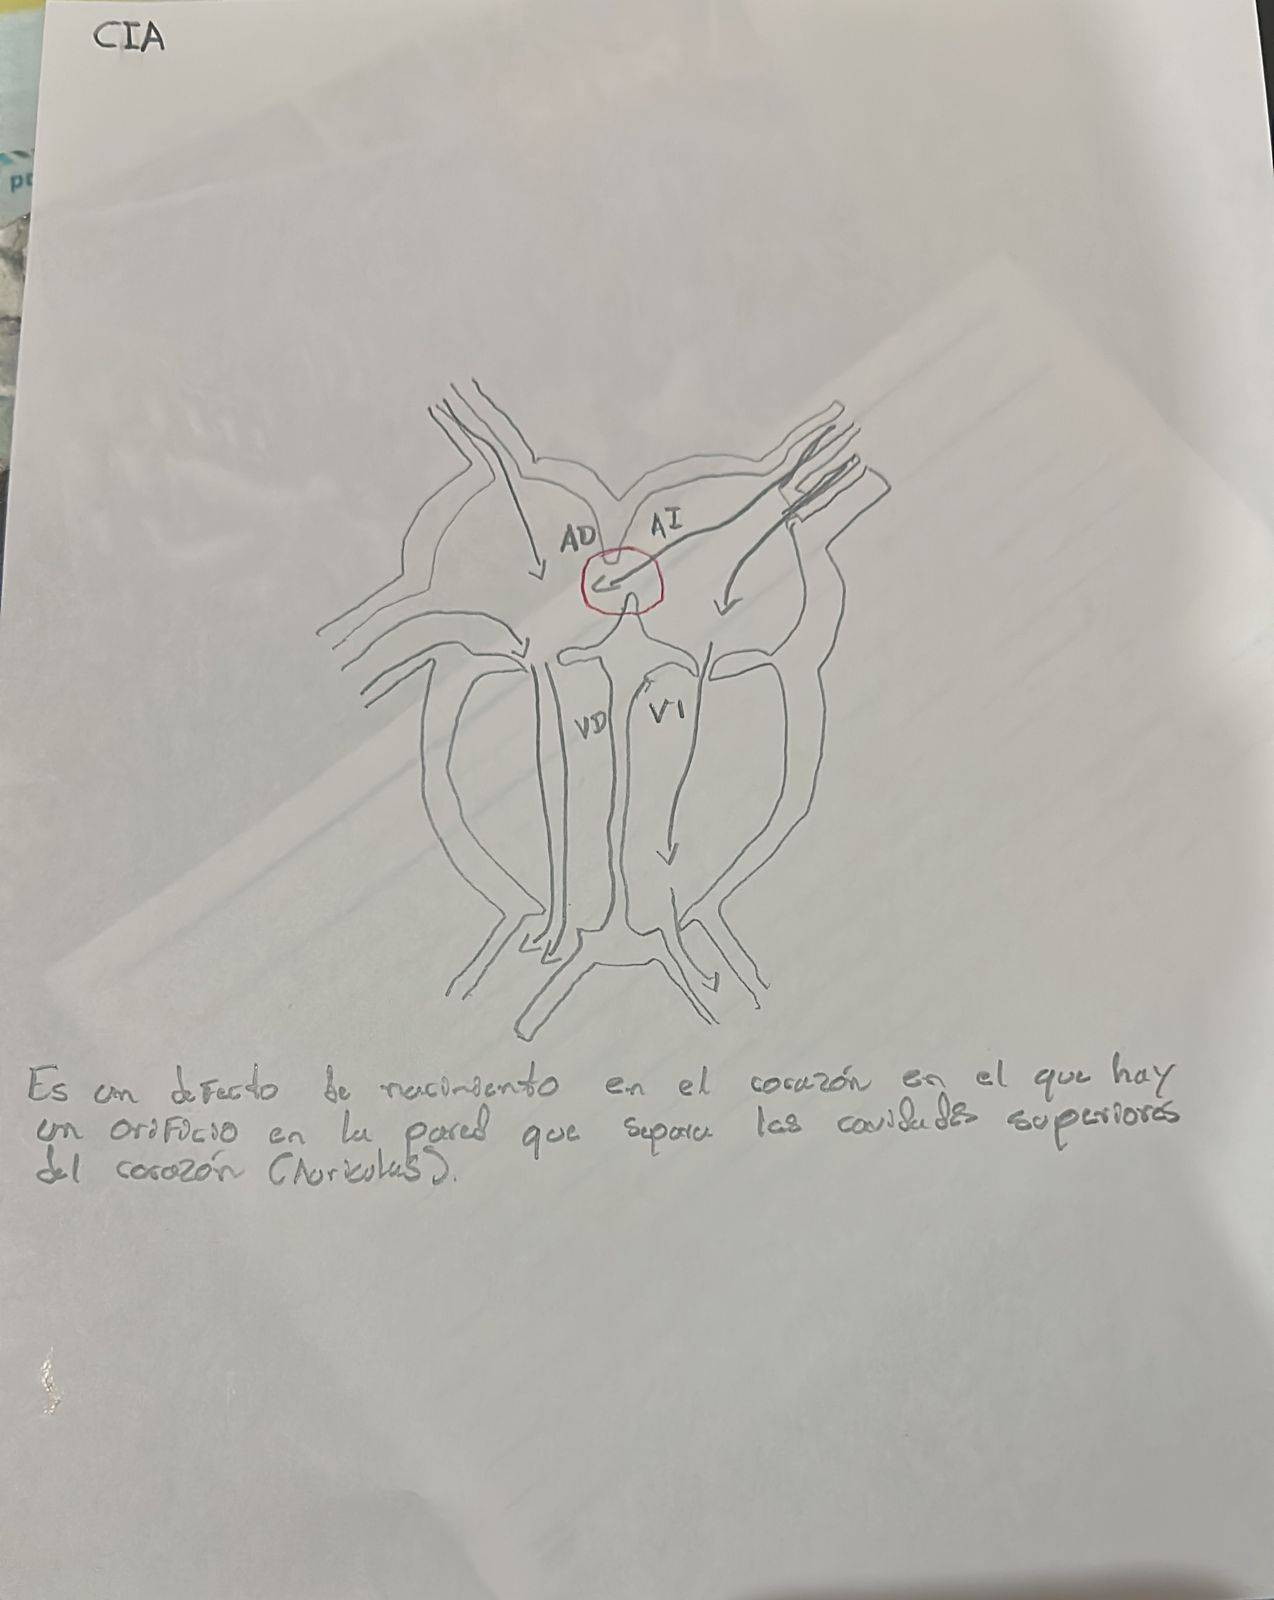 CIA
AD AI
VD VI
Es un defecto de nacimiento en el corazón en el que hay
un orificio en la pared que separa las cavidades superiores
del corazón (Auriculas).